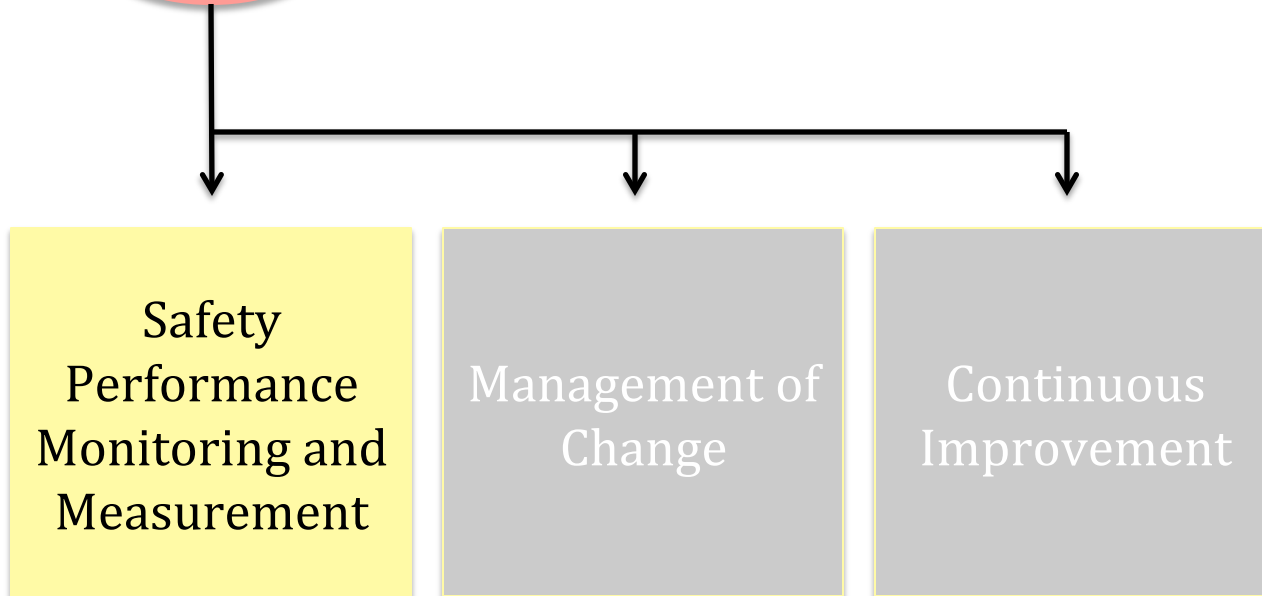 Safety
Performance
Monitoring and
Measurement
Management of
Change
Continuous
Improvement